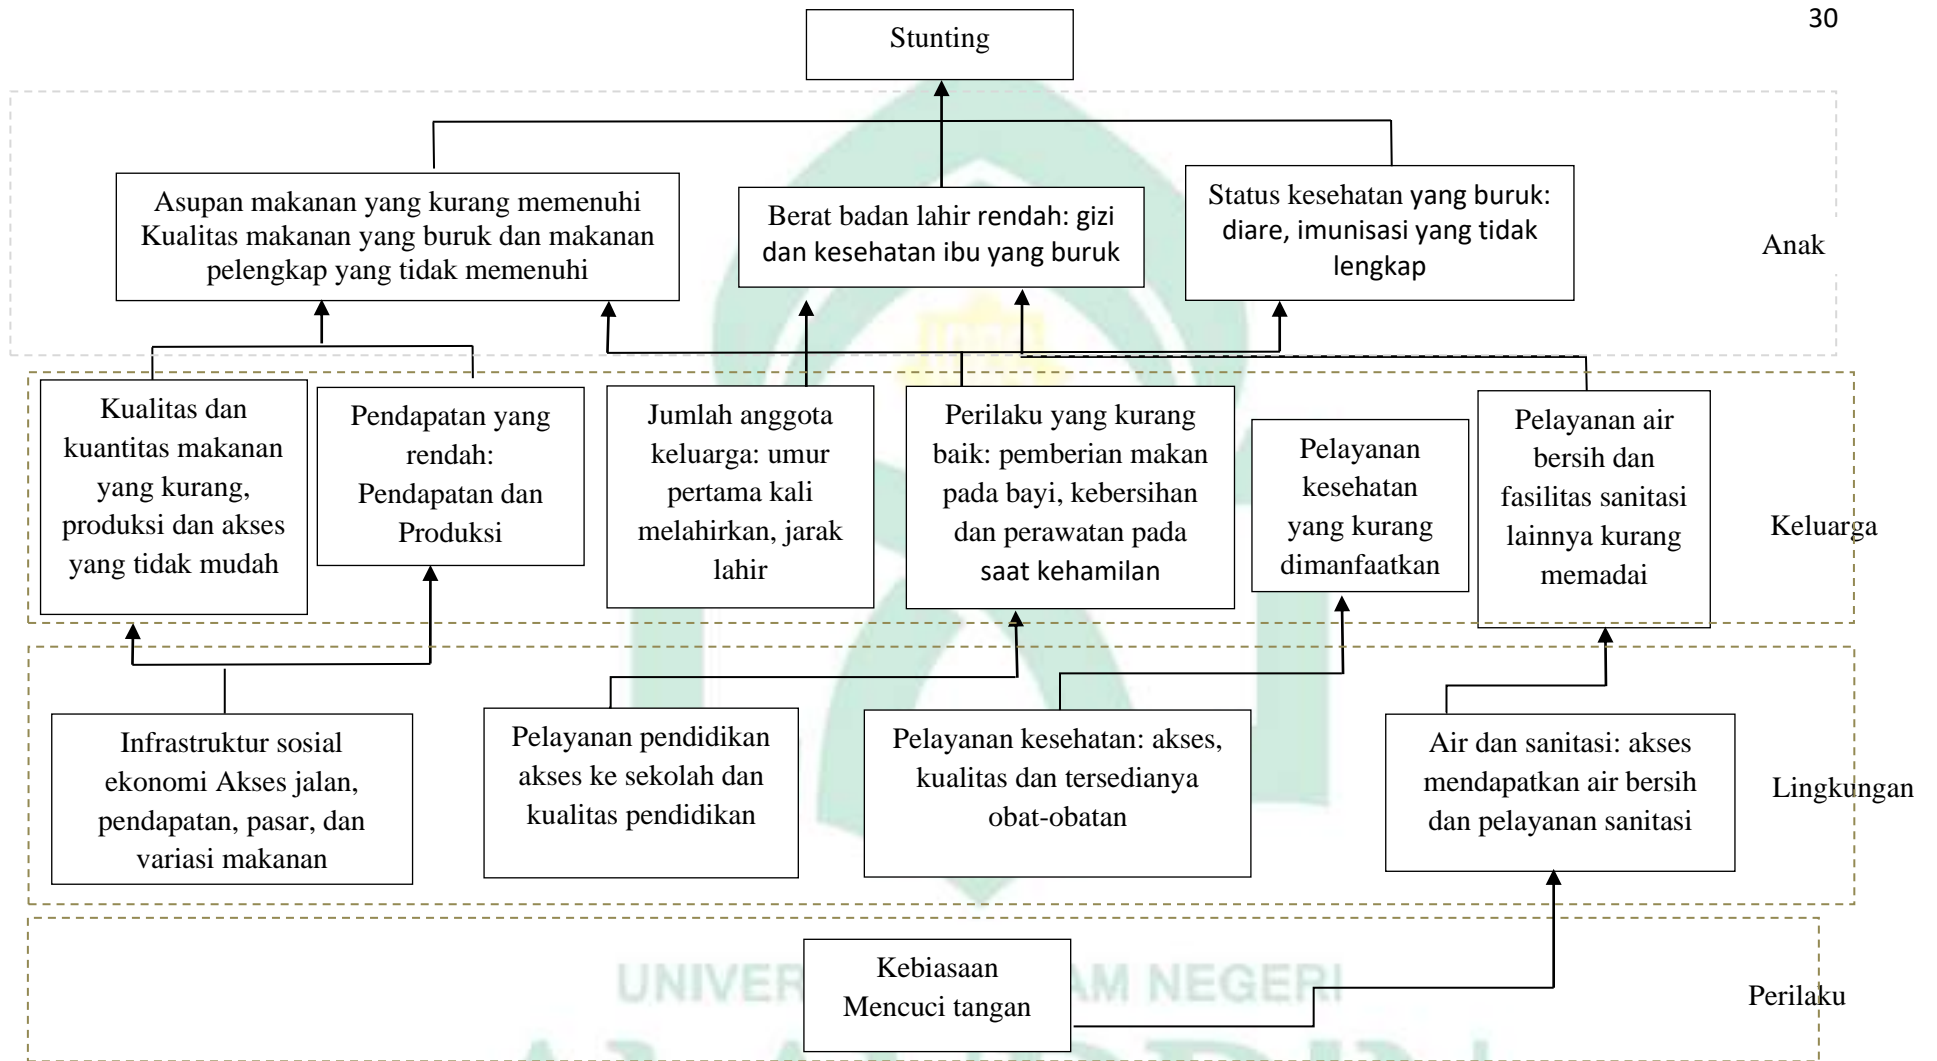 30
Stunting
Asupan makanan yang kurang memenuhi
Kualitas makanan yang buruk dan makanan
pelengkap yang tidak memenuhi
Berat badan lahir rendah: gizi
dan kesehatan ibu yang buruk
Status kesehatan yang buruk:
diare, imunisasi yang tidak
lengkap
Anak
Kualitas dan
kuantitas makanan
yang kurang,
produksi dan akses
yang tidak mudah
Pendapatan yang
rendah:
Pendapatan dan
Produksi
Jumlah anggota
keluarga: umur
pertama kali
melahirkan, jarak
lahir
Perilaku yang kurang
baik: pemberian makan
pada bayi, kebersihan
dan perawatan pada
saat kehamilan
Pelayanan
kesehatan
yang kurang
dimanfaatkan
Pelayanan air
bersih dan
fasilitas sanitasi
lainnya kurang
memadai
Keluarga
Infrastruktur sosial
ekonomi Akses jalan,
pendapatan, pasar, dan
variasi makanan
Pelayanan pendidikan
akses ke sekolah dan
kualitas pendidikan
Pelayanan kesehatan: akses,
kualitas dan tersedianya
obat-obatan
Air dan sanitasi: akses
mendapatkan air bersih
dan pelayanan sanitasi
Lingkungan
Kebiasaan
Mencuci tangan
Perilaku
NEGERI